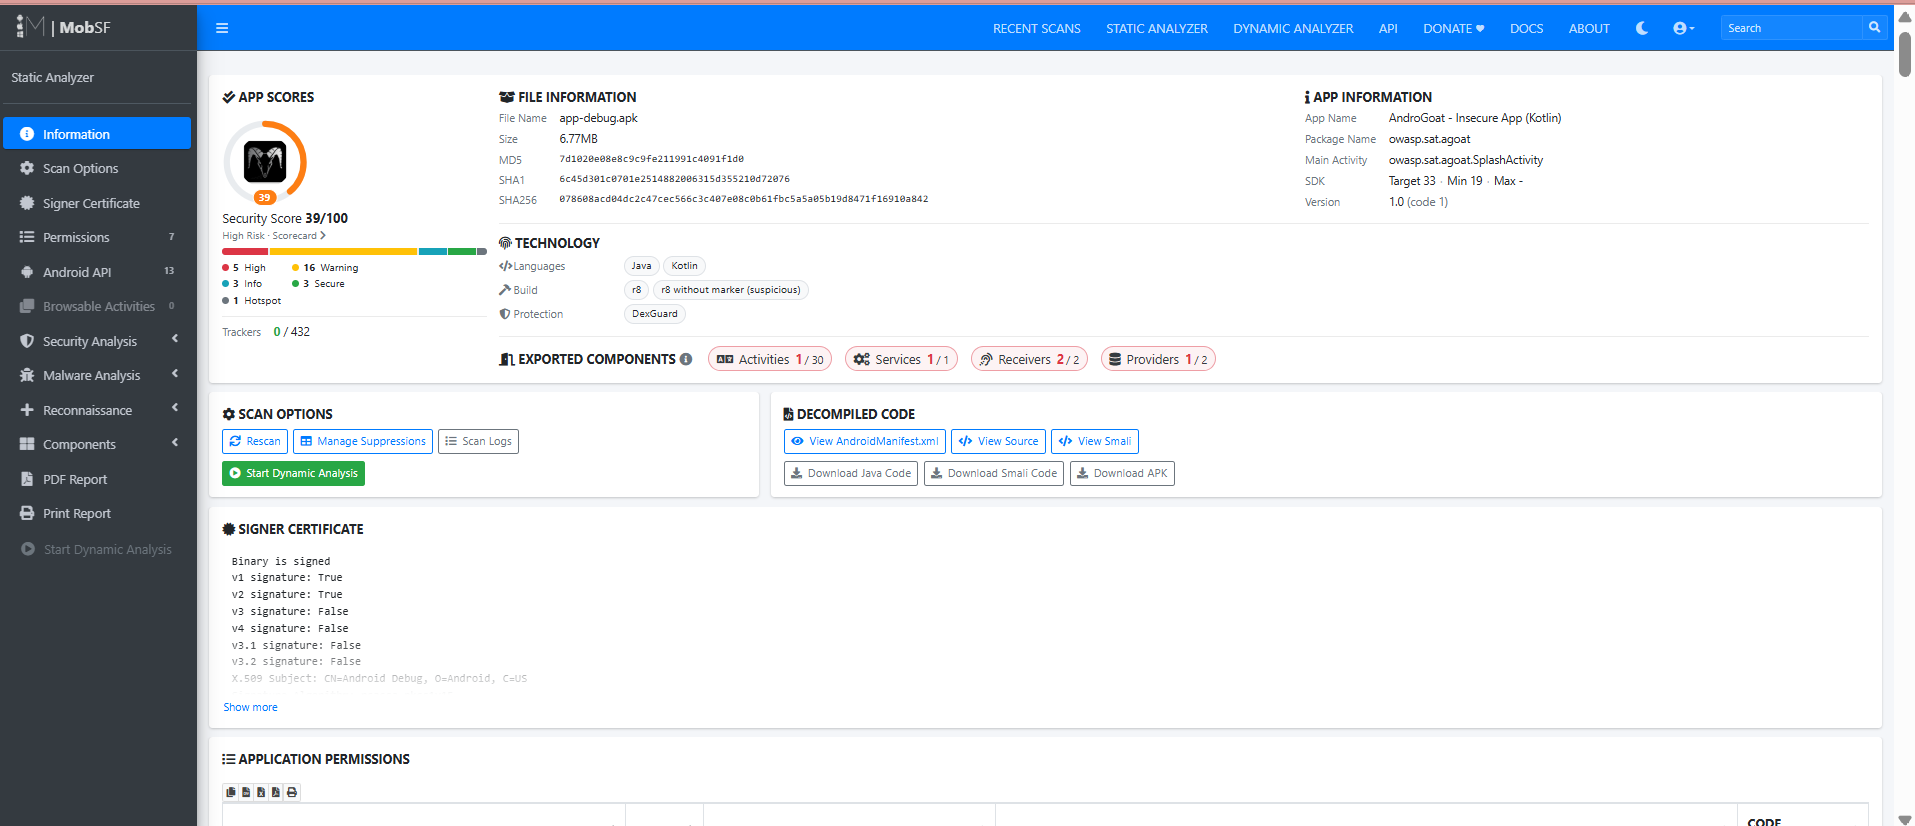 MobSF
RECENT SCANS
STATIC ANALYZER
DYNAMIC ANALYZER
API
DONATE
DOCS
ABOUT
Search
Static Analyzer
Information
Scan Options
Signer Certificate
Permissions 7
Android API 13
Browsable Activities 0
Security Analysis
Malware Analysis
Reconnaissance
Components
PDF Report
Print Report
Start Dynamic Analysis
APP SCORES
39
Security Score 39/100
High Risk · Scorecard
5 High
16 Warning
3 Info
3 Secure
1 Hotspot
Trackers 0 / 432
FILE INFORMATION
File Name app-debug.apk
Size 6.77MB
MD5 7d1020e08e8c9c9fe211991c4091f1d0
SHA1 6c45d301c0701e2514882006315d355210d72076
SHA256 078608acd04dc2c47cec566c3c407e08c0b61fbc5a5a05b19d8471f16910a842
APP INFORMATION
App Name AndroGoat - Insecure App (Kotlin)
Package Name owasp.sat.agoat
Main Activity owasp.sat.agoat.SplashActivity
SDK Target 33 · Min 19 · Max -
Version 1.0 (code 1)
TECHNOLOGY
Languages Java Kotlin
Build r8 r8 without marker (suspicious)
Protection DexGuard
EXPORTED COMPONENTS
Activities 1 / 30
Services 1 / 1
Receivers 2 / 2
Providers 1 / 2
SCAN OPTIONS
Rescan
Manage Suppressions
Scan Logs
Start Dynamic Analysis
DECOMPILED CODE
View AndroidManifest.xml
View Source
View Smali
Download Java Code
Download Smali Code
Download APK
SIGNER CERTIFICATE
Binary is signed
v1 signature: True
v2 signature: True
v3 signature: False
v4 signature: False
v3.1 signature: False
v3.2 signature: False
X.509 Subject: CN=Android Debug, O=Android, C=US
Show more
APPLICATION PERMISSIONS
CODE